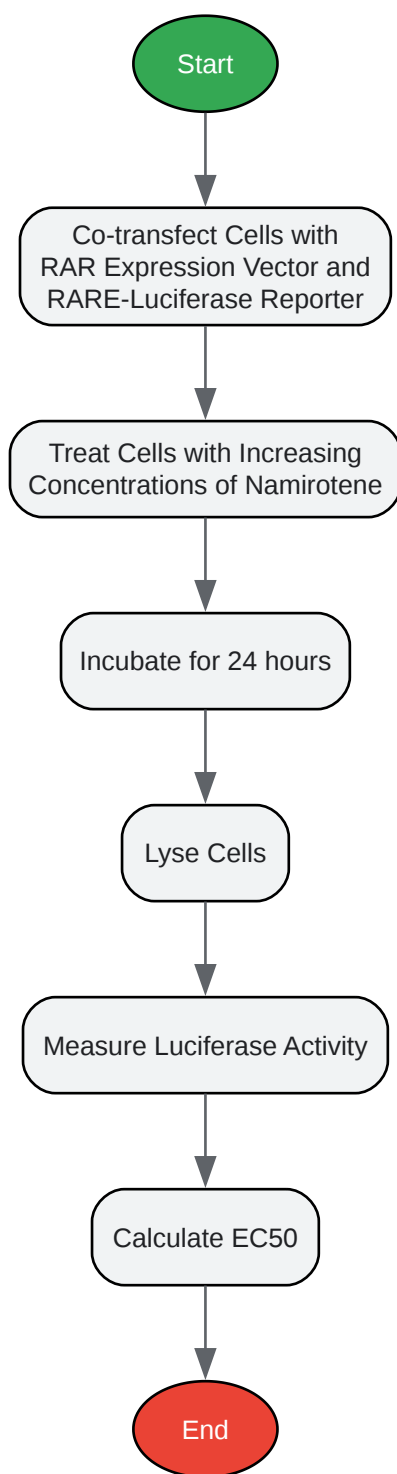 Start
Co-transfect Cells with
RAR Expression Vector and
RARE-Luciferase Reporter
Treat Cells with Increasing
Concentrations of Namirotene
Incubate for 24 hours
Lyse Cells
Measure Luciferase Activity
Calculate EC50
End